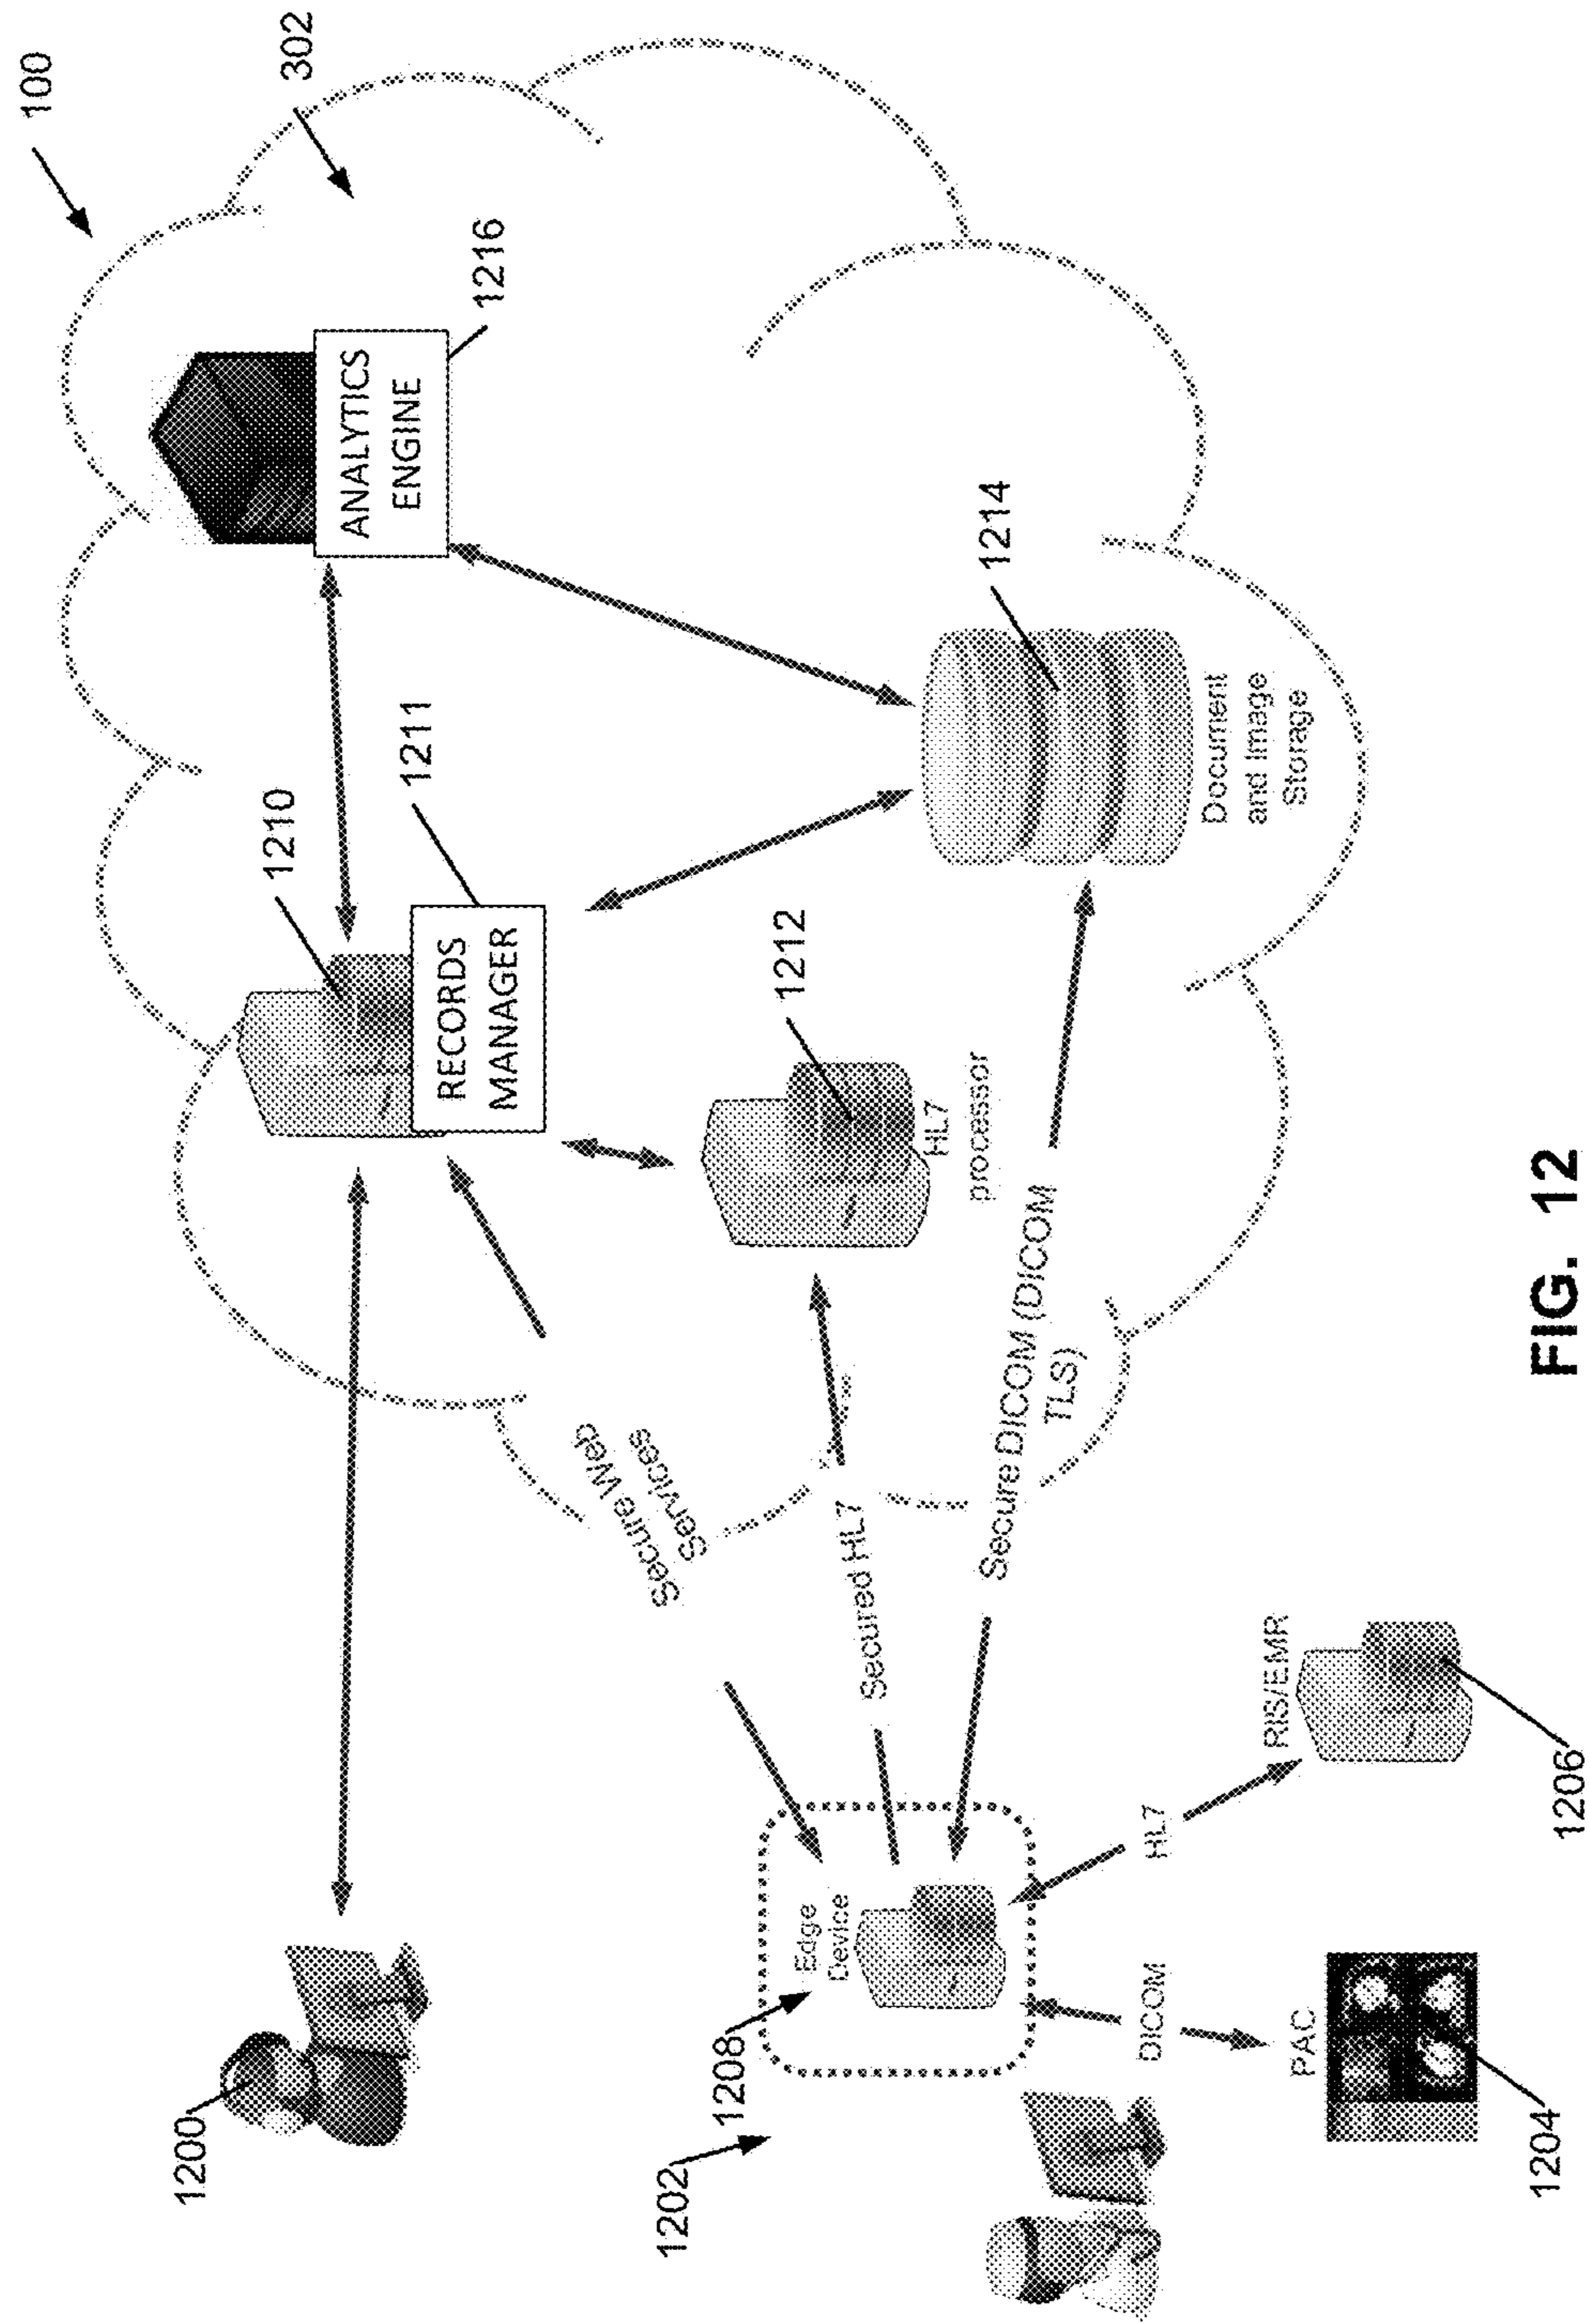 100
302
1216
ANALYTICS
ENGINE
1210
1211
RECORDS
MANAGER
1214
Document
and Image
Storage
1212
HL7
processor
Secure Web
Services
Secured HL7
Secure DICOM (DICOM
TLS)
1200
1202
1208
Edge
Device
HL7
DICOM
RIS/EMR
1206
PAC
1204
FIG. 12